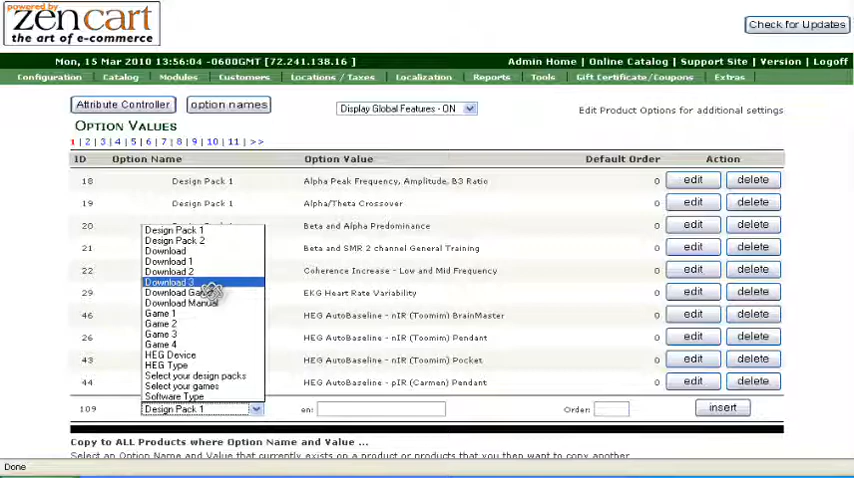 powered by
zencart
the art of e-commerce
Check for Updates
Mon, 15 Mar 2010 13:56:04 -0600GMT [72.241.138.16 ]
Admin Home | Online Catalog | Support Site | Version | Logoff
Configuration Catalog Modules Customers Locations / Taxes Localization Reports Tools Gift Certificate/Coupons Extras
Attribute Controller option names Display Global Features - ON Edit Product Options for additional settings
OPTION VALUES
1 | 2 | 3 | 4 | 5 | 6 | 7 | 8 | 9 | 10 | 11 | >>
ID Option Name Option Value Default Order Action
18 Design Pack 1 Alpha Peak Frequency, Amplitude, B3 Ratio 0 edit delete
19 Design Pack 1 Alpha/Theta Crossover 0 edit delete
20 Beta and Alpha Predominance 0 edit delete
21 Beta and SMR 2 channel General Training 0 edit delete
22 Coherence Increase - Low and Mid Frequency 0 edit delete
29 EKG Heart Rate Variability 0 edit delete
46 HEG AutoBaseline - nIR (Toomim) BrainMaster 0 edit delete
26 HEG AutoBaseline - nIR (Toomim) Pendant 0 edit delete
43 HEG AutoBaseline - nIR (Toomim) Pocket 0 edit delete
44 HEG AutoBaseline - pIR (Carmen) Pendant 0 edit delete
Design Pack 1
Design Pack 2
Download
Download 1
Download 2
Download 3
Download
Download Manual
Game 1
Game 2
Game 3
Game 4
HEG Device
HEG Type
Select your design packs
Select your games
Software Type
109 Design Pack 1 en: Order: insert
Copy to ALL Products where Option Name and Value ...
Select an Option Name and Value that currently exists on a product or products that you then want to copy another
Done